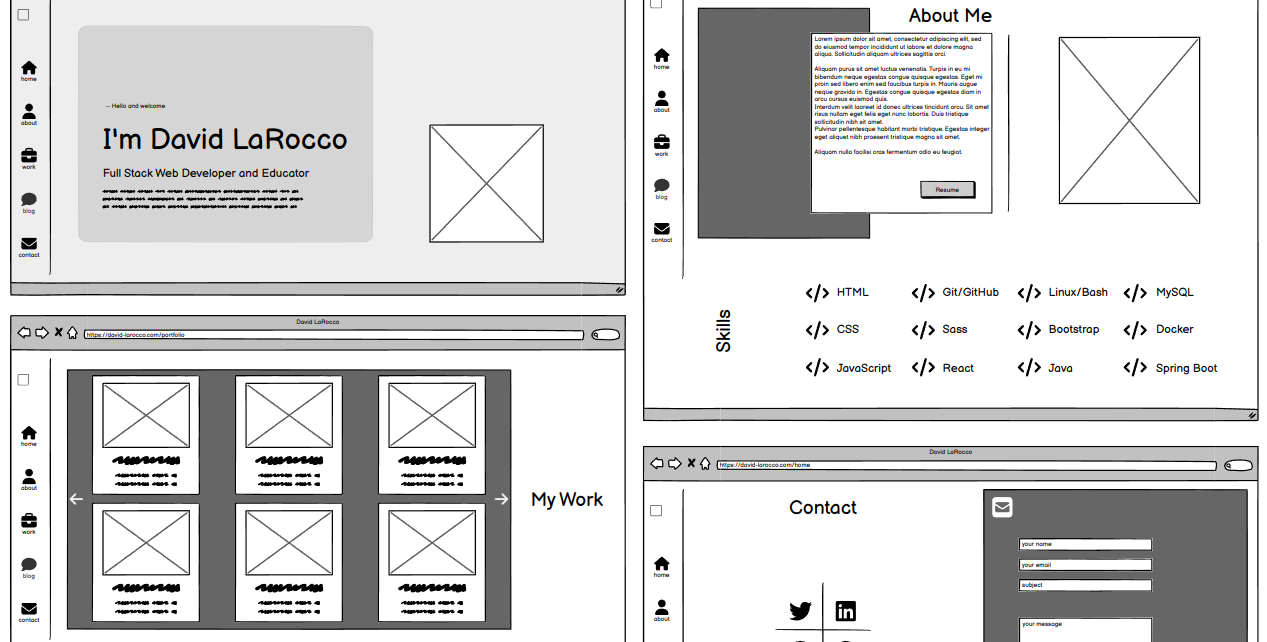 home
about
work
blog
contact
-- Hello and welcome
I'm David LaRocco
Full Stack Web Developer and Educator
David LaRocco
https://david-larocco.com/portfolio
home
about
work
blog
contact
My Work
home
about
work
blog
contact
About Me
Lorem ipsum dolor sit amet, consectetur adipiscing elit, sed
do eiusmod tempor incididunt ut labore et dolore magna
aliqua. Sollicitudin aliquam ultrices sagittis orci.
Aliquam purus sit amet luctus venenatis. Turpis in eu mi
bibendum neque egestas congue quisque egestas. Eget mi
proin sed libero enim sed faucibus turpis in. Mauris augue
neque gravida in. Egestas congue quisque egestas diam in
arcu cursus euismod quis.
Interdum velit laoreet id donec ultrices tincidunt arcu. Sit amet
risus nullam eget felis eget nunc lobortis. Duis tristique
sollicitudin nibh sit amet.
Pulvinar pellentesque habitant morbi tristique. Egestas integer
eget aliquet nibh praesent tristique magna sit amet.
Aliquam nulla facilisi cras fermentum odio eu feugiat.
Resume
Skills
</> HTML </> Git/GitHub </> Linux/Bash </> MySQL
</> CSS </> Sass </> Bootstrap </> Docker
</> JavaScript </> React </> Java </> Spring Boot
David LaRocco
https://david-larocco.com/home
home
about
Contact
your name
your email
subject
your message